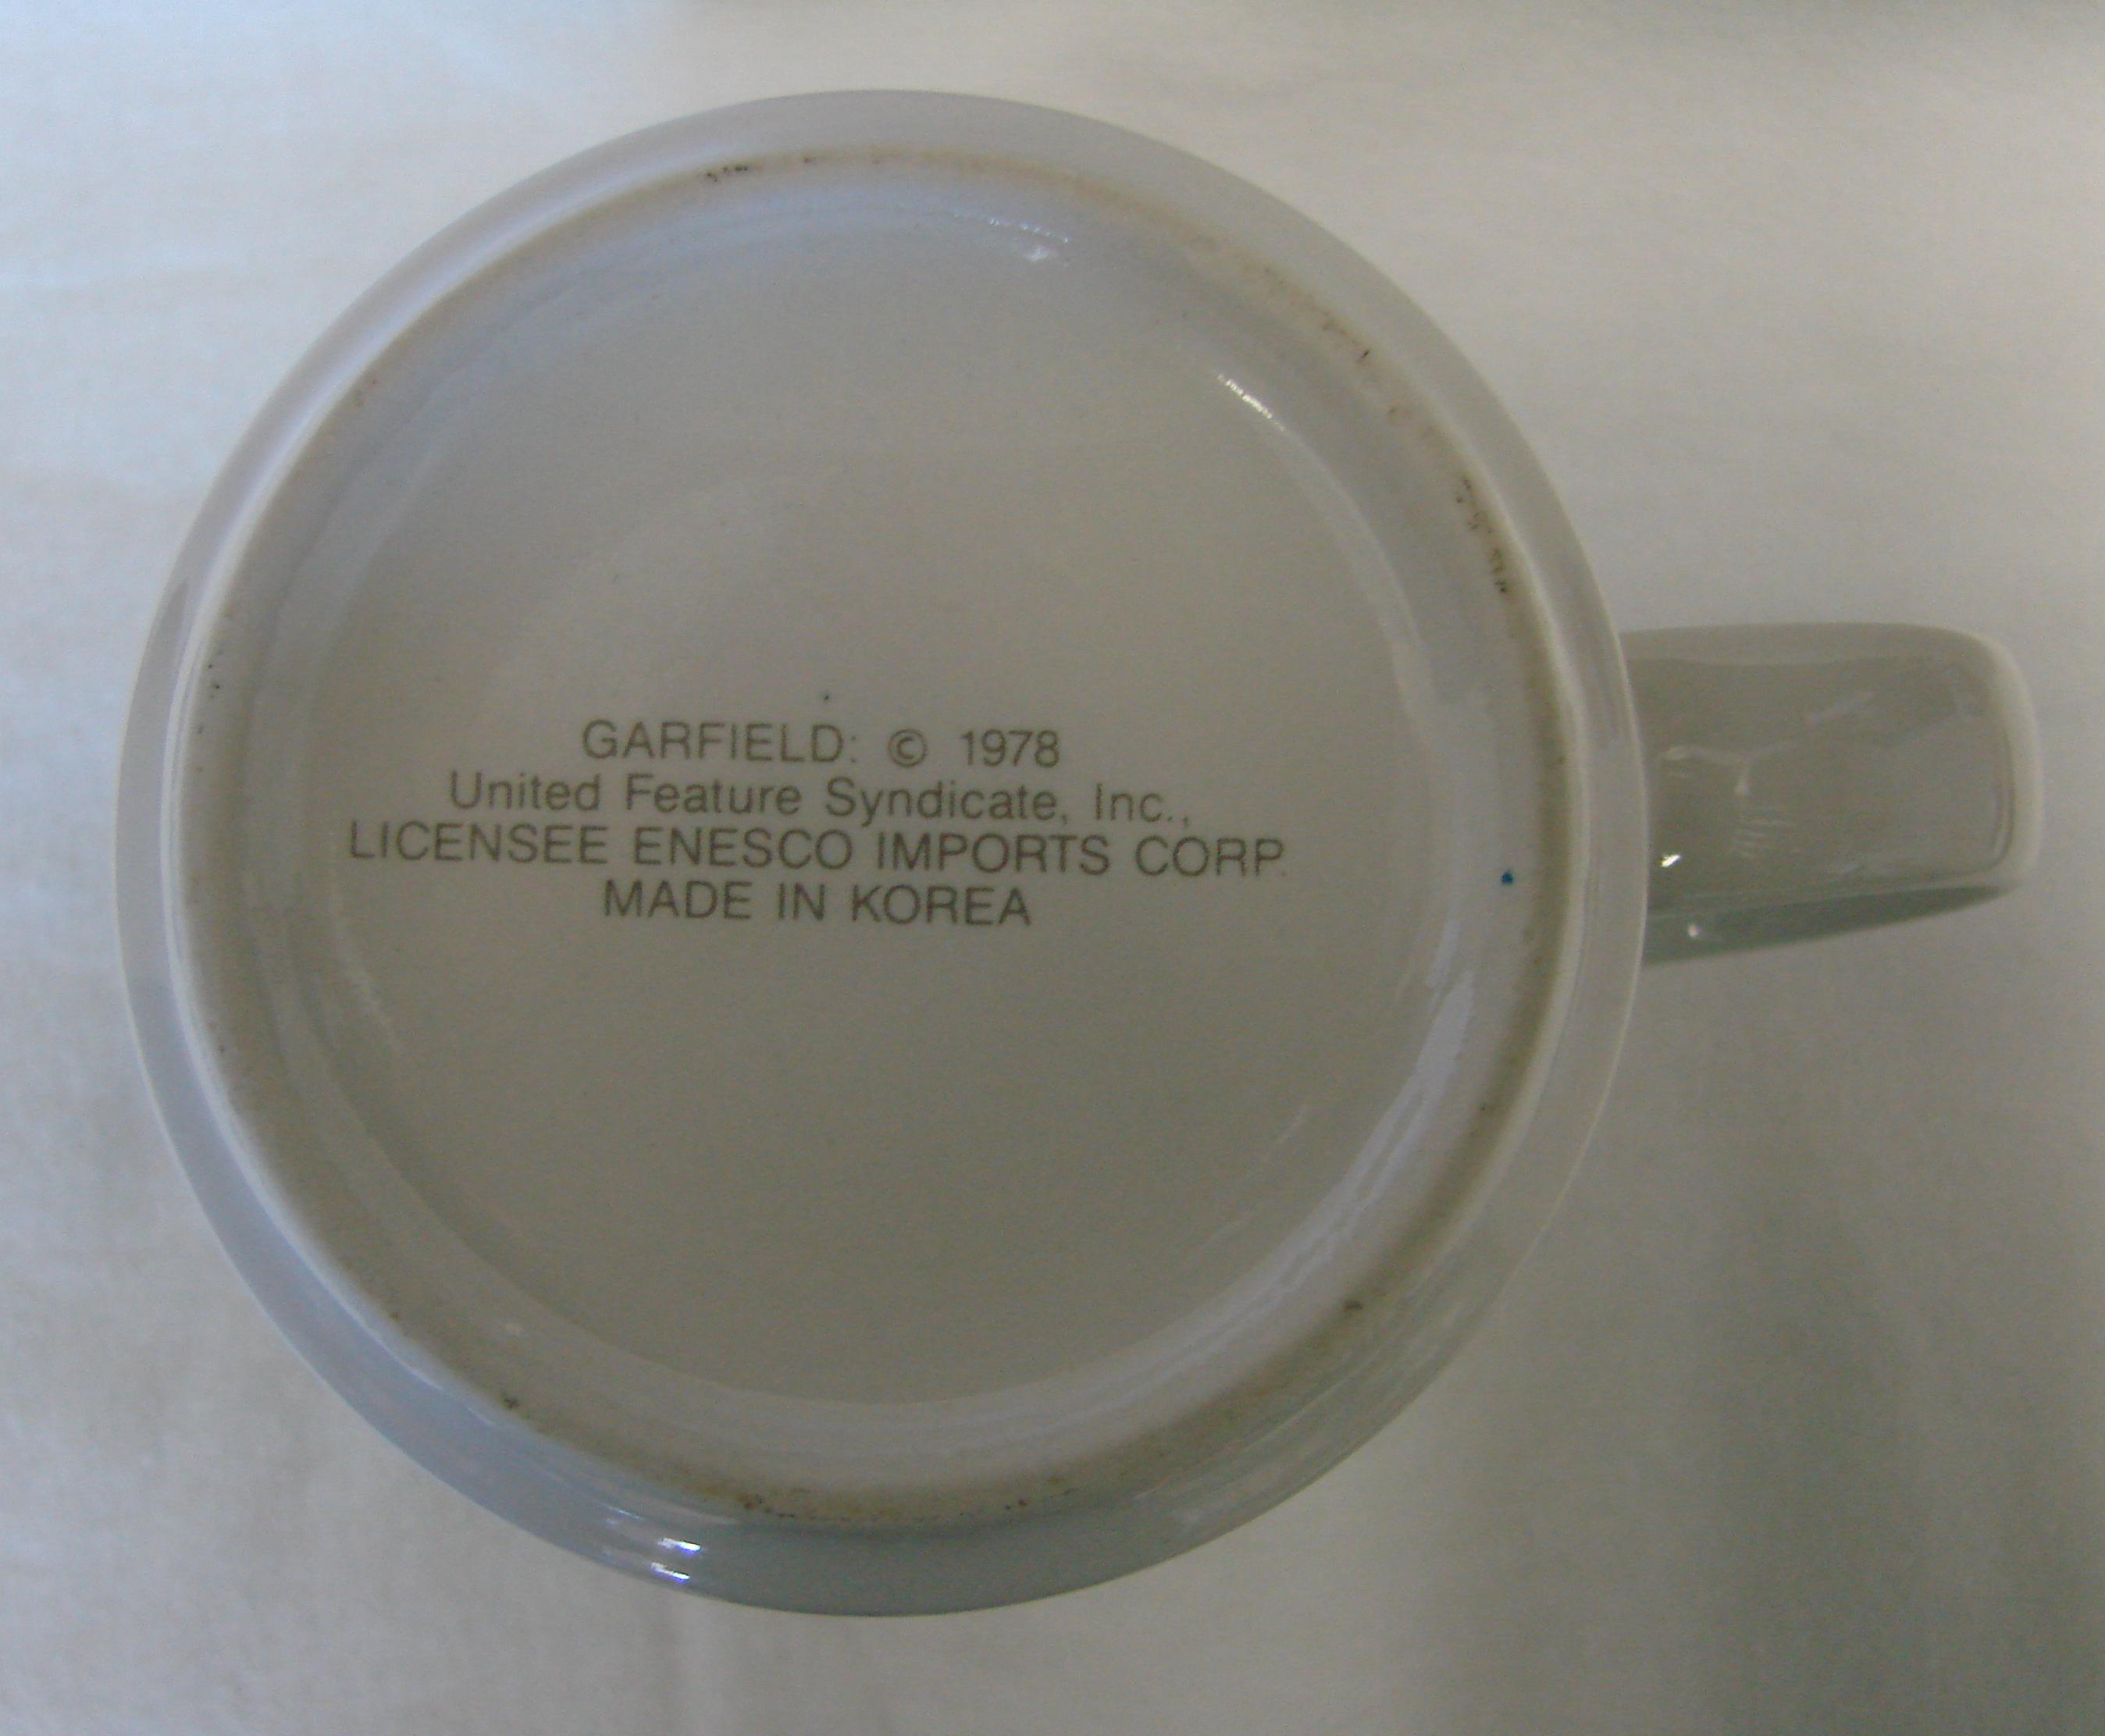 GARFIELD: © 1978
United Feature Syndicate, Inc.,
LICENSEE ENESCO IMPORTS CORP.
MADE IN KOREA